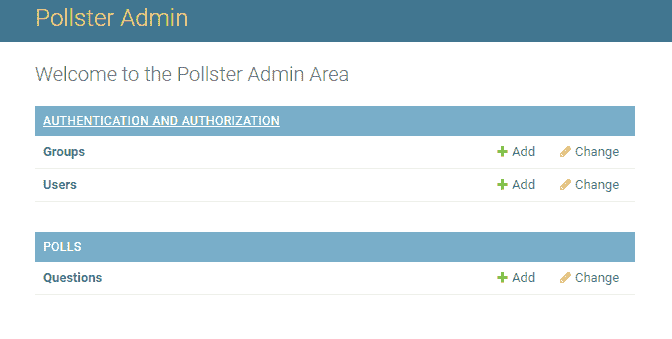 Pollster Admin
Welcome to the Pollster Admin Area
AUTHENTICATION AND AUTHORIZATION
Groups Add Change
Users Add Change
POLLS
Questions Add Change